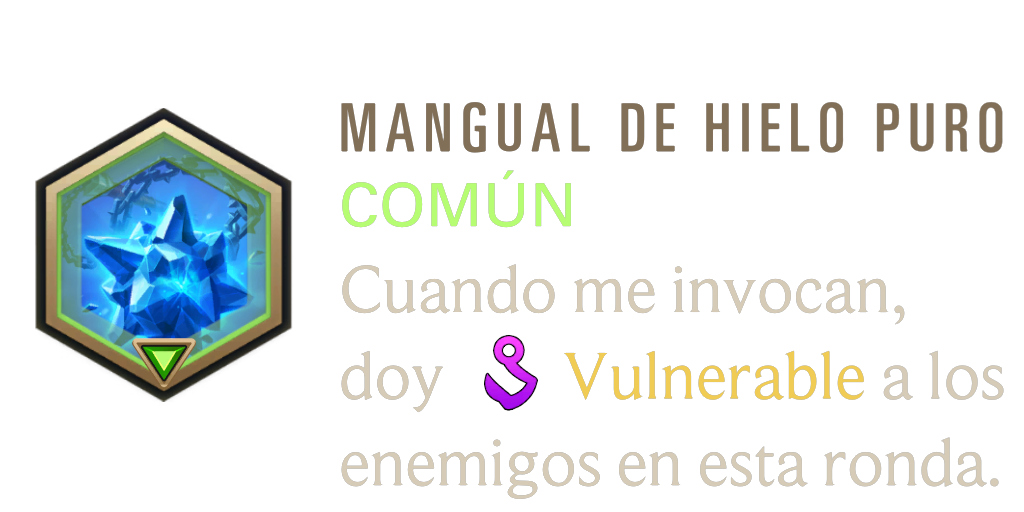 MANGUAL DE HIELO PURO
COMÚN
Cuando me invocan,
doy Vulnerable a los
enemigos en esta ronda.